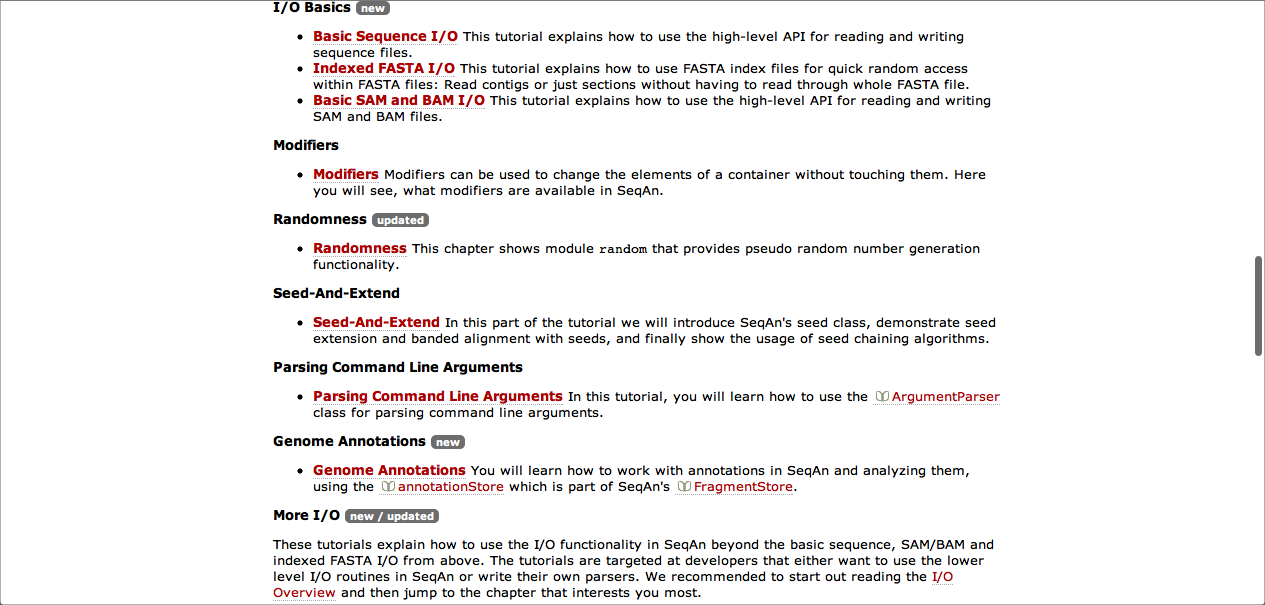 I/O Basics new
Basic Sequence I/O This tutorial explains how to use the high-level API for reading and writing
sequence files.
Indexed FASTA I/O This tutorial explains how to use FASTA index files for quick random access
within FASTA files: Read contigs or just sections without having to read through whole FASTA file.
Basic SAM and BAM I/O This tutorial explains how to use the high-level API for reading and writing
SAM and BAM files.
Modifiers
Modifiers Modifiers can be used to change the elements of a container without touching them. Here
you will see, what modifiers are available in SeqAn.
Randomness updated
Randomness This chapter shows module random that provides pseudo random number generation
functionality.
Seed-And-Extend
Seed-And-Extend In this part of the tutorial we will introduce SeqAn's seed class, demonstrate seed
extension and banded alignment with seeds, and finally show the usage of seed chaining algorithms.
Parsing Command Line Arguments
Parsing Command Line Arguments In this tutorial, you will learn how to use the ArgumentParser
class for parsing command line arguments.
Genome Annotations new
Genome Annotations You will learn how to work with annotations in SeqAn and analyzing them,
using the annotationStore which is part of SeqAn's FragmentStore.
More I/O new / updated
These tutorials explain how to use the I/O functionality in SeqAn beyond the basic sequence, SAM/BAM and
indexed FASTA I/O from above. The tutorials are targeted at developers that either want to use the lower
level I/O routines in SeqAn or write their own parsers. We recommended to start out reading the I/O
Overview and then jump to the chapter that interests you most.